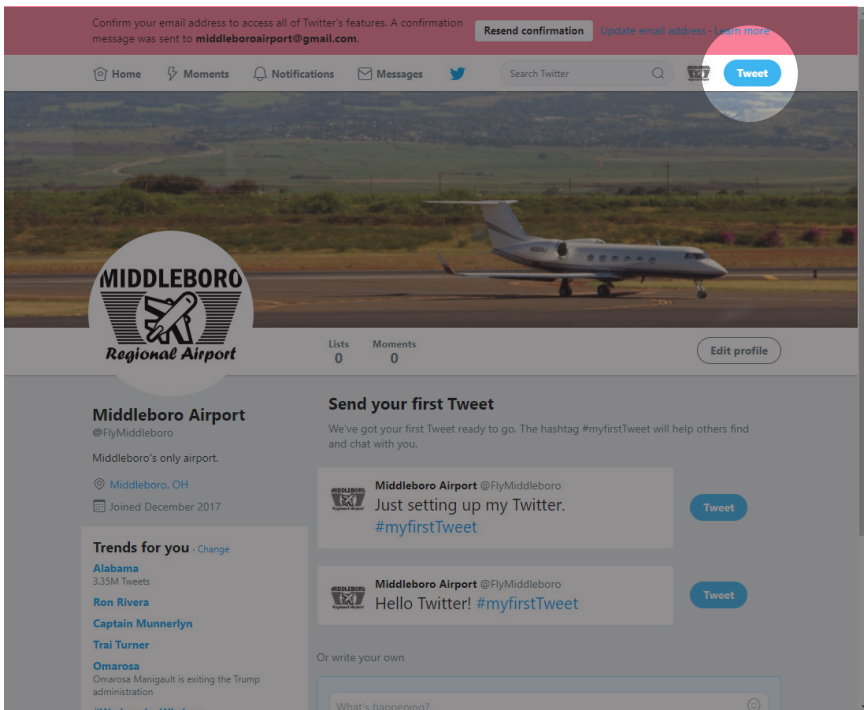 Confirm your email address to access all of Twitter's features. A confirmation
message was sent to middleboroairport@gmail.com.
Resend confirmation
Update email address · Learn more
Home
Moments
Notifications
Messages
Search Twitter
Tweet
MIDDLEBORO
Regional Airport
Lists
0
Moments
0
Edit profile
Middleboro Airport
@FlyMiddleboro
Middleboro's only airport.
Middleboro, OH
Joined December 2017
Trends for you · Change
Alabama
3.35M Tweets
Ron Rivera
Captain Munnerlyn
Trai Turner
Omarosa
Omarosa Manigault is exiting the Trump
administration
Send your first Tweet
We've got your first Tweet ready to go. The hashtag #myfirstTweet will help others find
and chat with you.
Middleboro Airport @FlyMiddleboro
Just setting up my Twitter.
#myfirstTweet
Tweet
Middleboro Airport @FlyMiddleboro
Hello Twitter! #myfirstTweet
Tweet
Or write your own
What's happening?